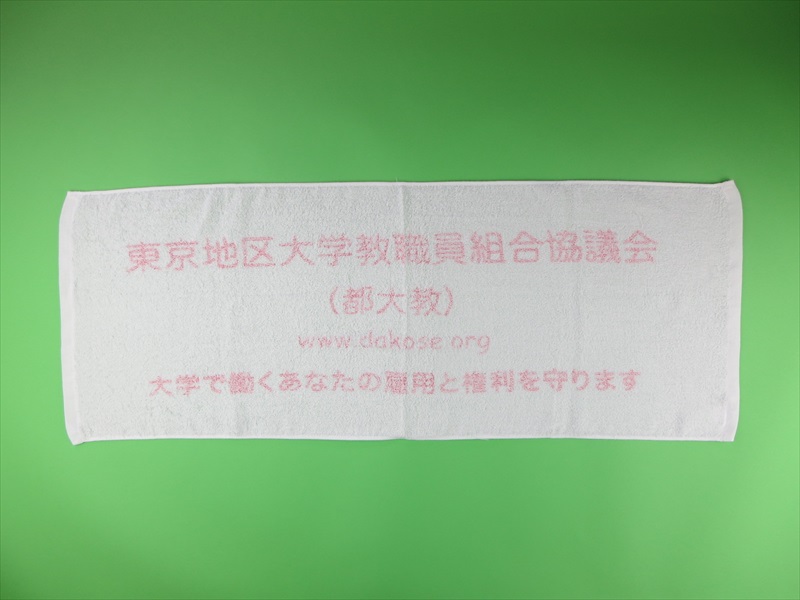 東京地区大学教職員組合協議会
(都大教)
www.dakose.org
大学で働くあなたの雇用と権利を守ります